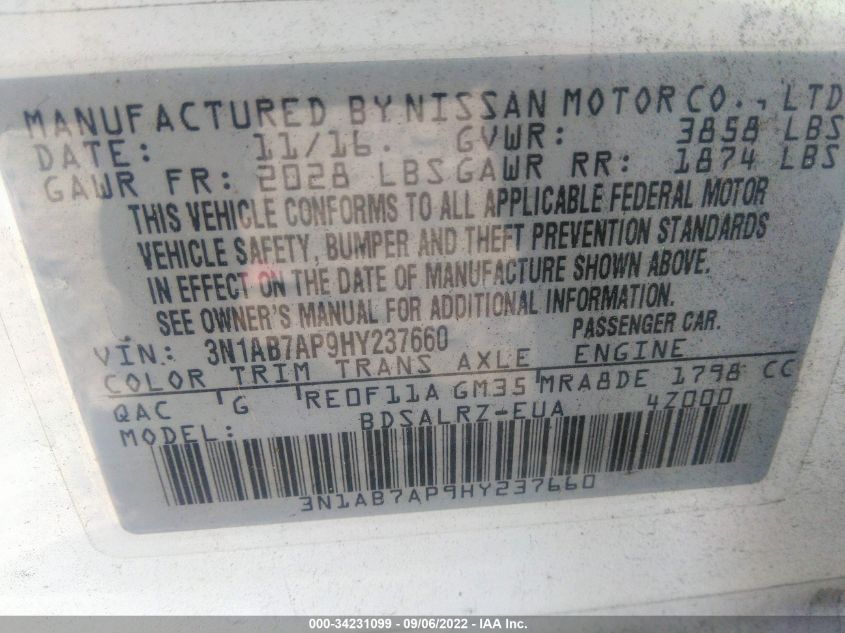 MANUFACTURED BY NISSAN MOTOR CO., LTD
DATE: 11/16. GVWR: 3858 LBS
GAWR FR: 2028 LBS GAWR RR: 1874 LBS
THIS VEHICLE CONFORMS TO ALL APPLICABLE FEDERAL MOTOR
VEHICLE SAFETY, BUMPER AND THEFT PREVENTION STANDARDS
IN EFFECT ON THE DATE OF MANUFACTURE SHOWN ABOVE.
SEE OWNER'S MANUAL FOR ADDITIONAL INFORMATION.
VIN: 3N1AB7AP9HY237660 PASSENGER CAR.
COLOR TRIM TRANS AXLE ENGINE
QAC G RE0F11A GM35 MRA8DE 1798 CC
MODEL: BDSALRZ-EUA 4Z000
3N1AB7AP9HY237660
000-34231099 - 09/06/2022 - IAA Inc.